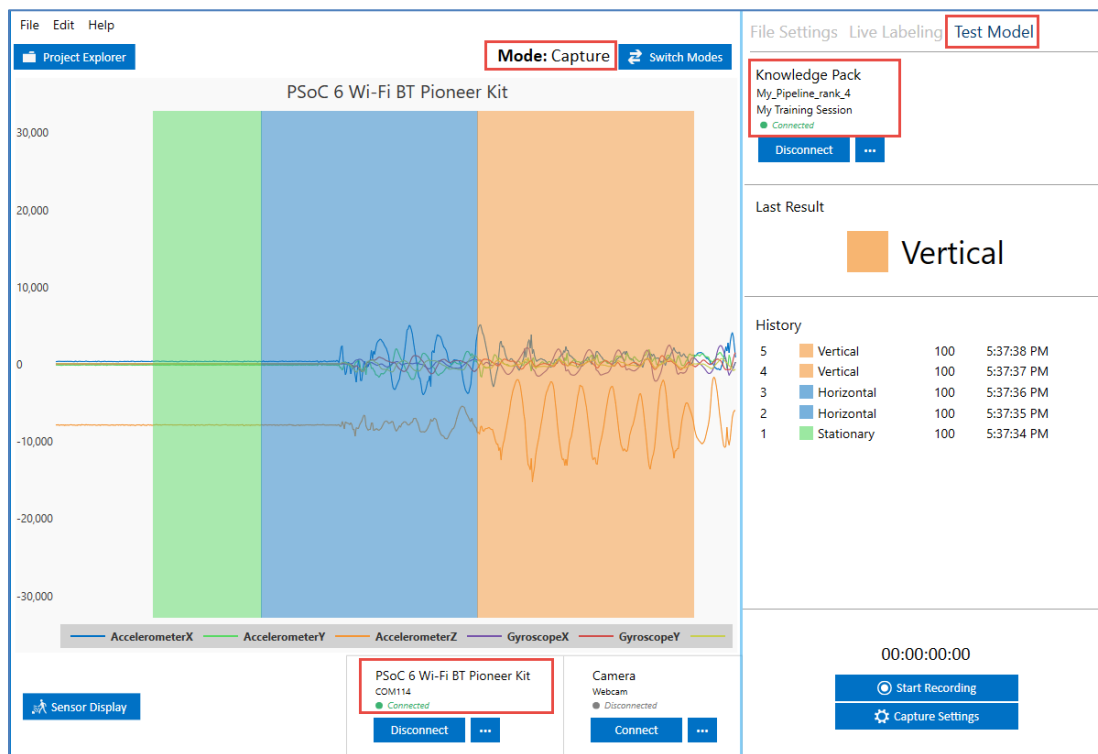 File Edit Help
Project Explorer
Mode: Capture
Switch Modes
File Settings Live Labeling Test Model
PSoC 6 Wi-Fi BT Pioneer Kit
30,000
20,000
10,000
0
-10,000
-20,000
-30,000
AccelerometerX AccelerometerY AccelerometerZ GyroscopeX GyroscopeY
Sensor Display
PSoC 6 Wi-Fi BT Pioneer Kit
COM114
Connected
Disconnect ...
Camera
Webcam
Disconnected
Connect ...
Knowledge Pack
My_Pipeline_rank_4
My Training Session
Connected
Disconnect ...
Last Result
Vertical
History
5 Vertical 100 5:37:38 PM
4 Vertical 100 5:37:37 PM
3 Horizontal 100 5:37:36 PM
2 Horizontal 100 5:37:35 PM
1 Stationary 100 5:37:34 PM
00:00:00:00
Start Recording
Capture Settings